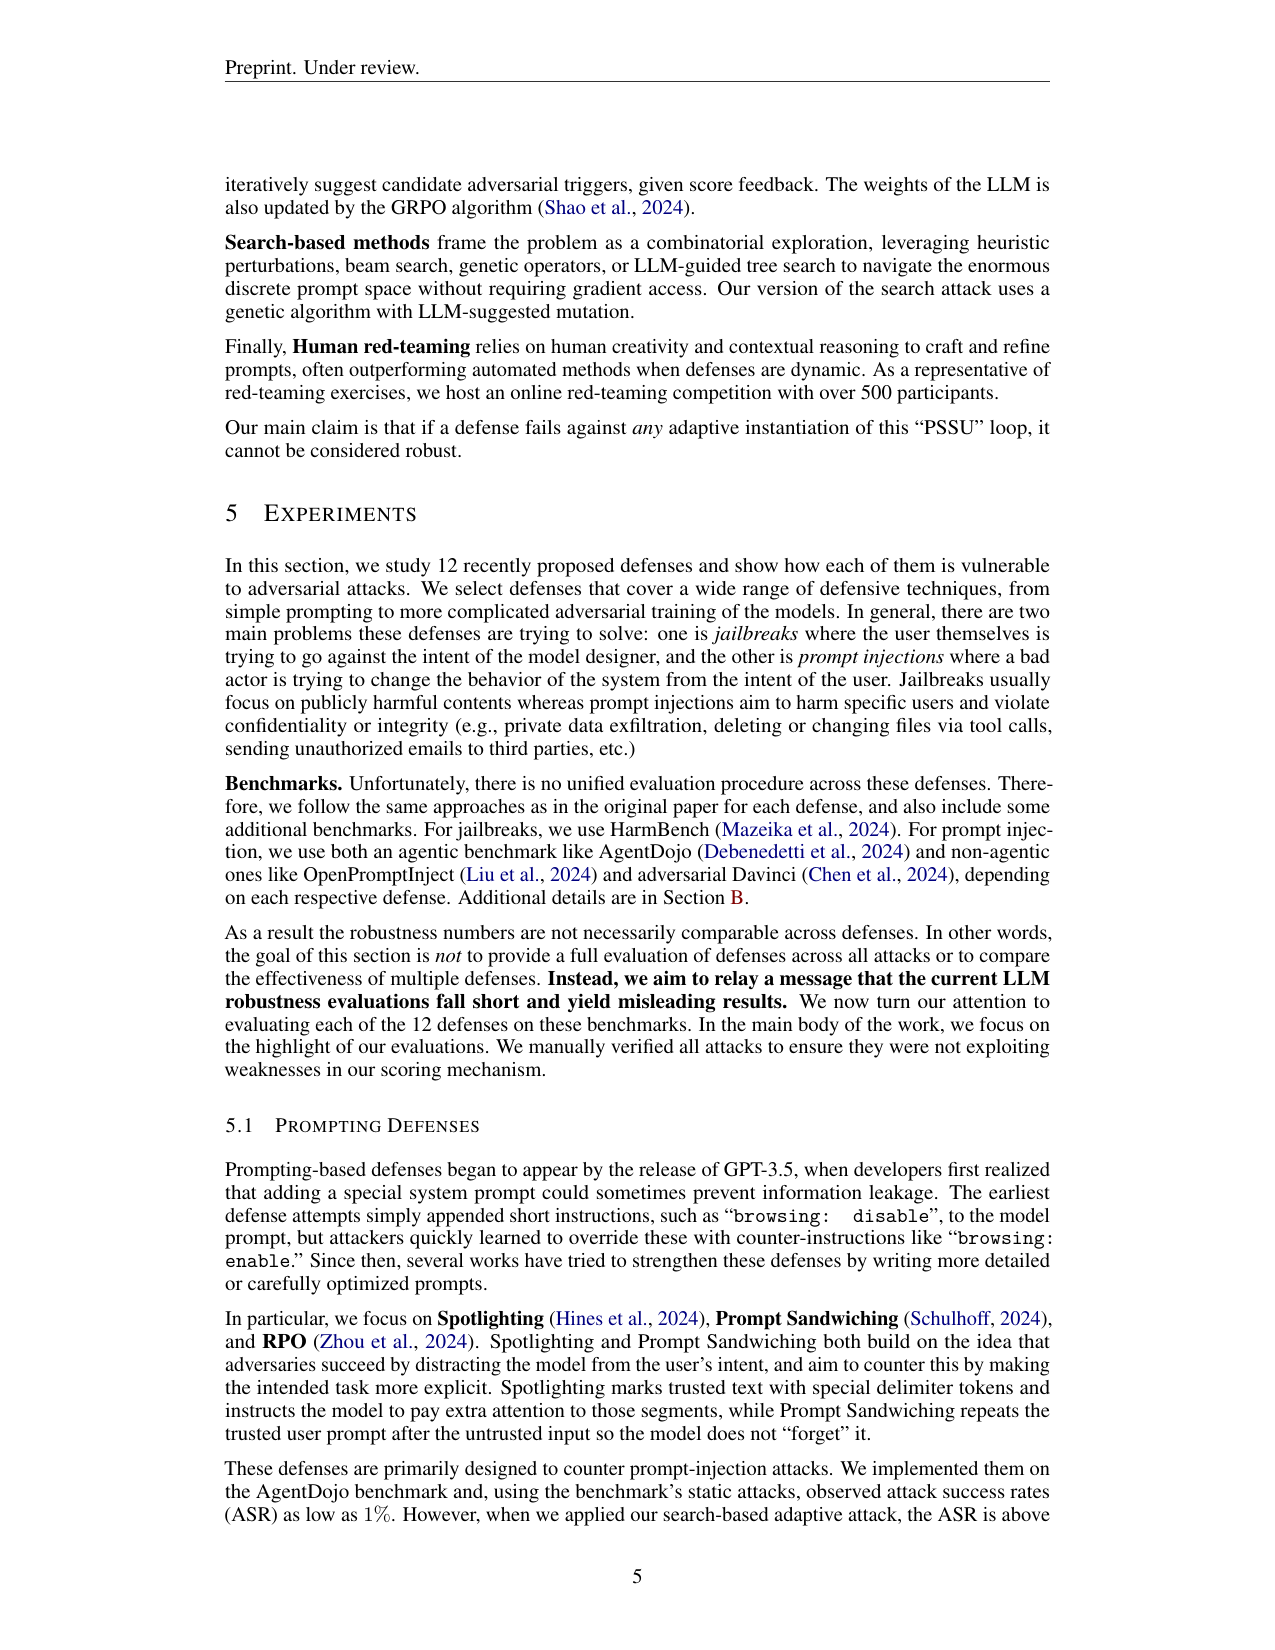 Preprint. Under review.
iteratively suggest candidate adversarial triggers, given score feedback. The weights of the LLM is
also updated by the GRPO algorithm (Shao et al., 2024).
Search-based methods frame the problem as a combinatorial exploration, leveraging heuristic
perturbations, beam search, genetic operators, or LLM-guided tree search to navigate the enormous
discrete prompt space without requiring gradient access. Our version of the search attack uses a
genetic algorithm with LLM-suggested mutation.
Finally, Human red-teaming relies on human creativity and contextual reasoning to craft and refine
prompts, often outperforming automated methods when defenses are dynamic. As a representative of
red-teaming exercises, we host an online red-teaming competition with over 500 participants.
Our main claim is that if a defense fails against any adaptive instantiation of this “PSSU” loop, it
cannot be considered robust.
5 EXPERIMENTS
In this section, we study 12 recently proposed defenses and show how each of them is vulnerable
to adversarial attacks. We select defenses that cover a wide range of defensive techniques, from
simple prompting to more complicated adversarial training of the models. In general, there are two
main problems these defenses are trying to solve: one is jailbreaks where the user themselves is
trying to go against the intent of the model designer, and the other is prompt injections where a bad
actor is trying to change the behavior of the system from the intent of the user. Jailbreaks usually
focus on publicly harmful contents whereas prompt injections aim to harm specific users and violate
confidentiality or integrity (e.g., private data exfiltration, deleting or changing files via tool calls,
sending unauthorized emails to third parties, etc.)
Benchmarks. Unfortunately, there is no unified evaluation procedure across these defenses. There-
fore, we follow the same approaches as in the original paper for each defense, and also include some
additional benchmarks. For jailbreaks, we use HarmBench (Mazeika et al., 2024). For prompt injec-
tion, we use both an agentic benchmark like AgentDojo (Debenedetti et al., 2024) and non-agentic
ones like OpenPromptInject (Liu et al., 2024) and adversarial Davinci (Chen et al., 2024), depending
on each respective defense. Additional details are in Section B.
As a result the robustness numbers are not necessarily comparable across defenses. In other words,
the goal of this section is not to provide a full evaluation of defenses across all attacks or to compare
the effectiveness of multiple defenses. Instead, we aim to relay a message that the current LLM
robustness evaluations fall short and yield misleading results. We now turn our attention to
evaluating each of the 12 defenses on these benchmarks. In the main body of the work, we focus on
the highlight of our evaluations. We manually verified all attacks to ensure they were not exploiting
weaknesses in our scoring mechanism.
5.1 PROMPTING DEFENSES
Prompting-based defenses began to appear by the release of GPT-3.5, when developers first realized
that adding a special system prompt could sometimes prevent information leakage. The earliest
defense attempts simply appended short instructions, such as “browsing: disable”, to the model
prompt, but attackers quickly learned to override these with counter-instructions like “browsing:
enable.” Since then, several works have tried to strengthen these defenses by writing more detailed
or carefully optimized prompts.
In particular, we focus on Spotlighting (Hines et al., 2024), Prompt Sandwiching (Schulhoff, 2024),
and RPO (Zhou et al., 2024). Spotlighting and Prompt Sandwiching both build on the idea that
adversaries succeed by distracting the model from the user’s intent, and aim to counter this by making
the intended task more explicit. Spotlighting marks trusted text with special delimiter tokens and
instructs the model to pay extra attention to those segments, while Prompt Sandwiching repeats the
trusted user prompt after the untrusted input so the model does not “forget” it.
These defenses are primarily designed to counter prompt-injection attacks. We implemented them on
the AgentDojo benchmark and, using the benchmark’s static attacks, observed attack success rates
(ASR) as low as 1%. However, when we applied our search-based adaptive attack, the ASR is above
5